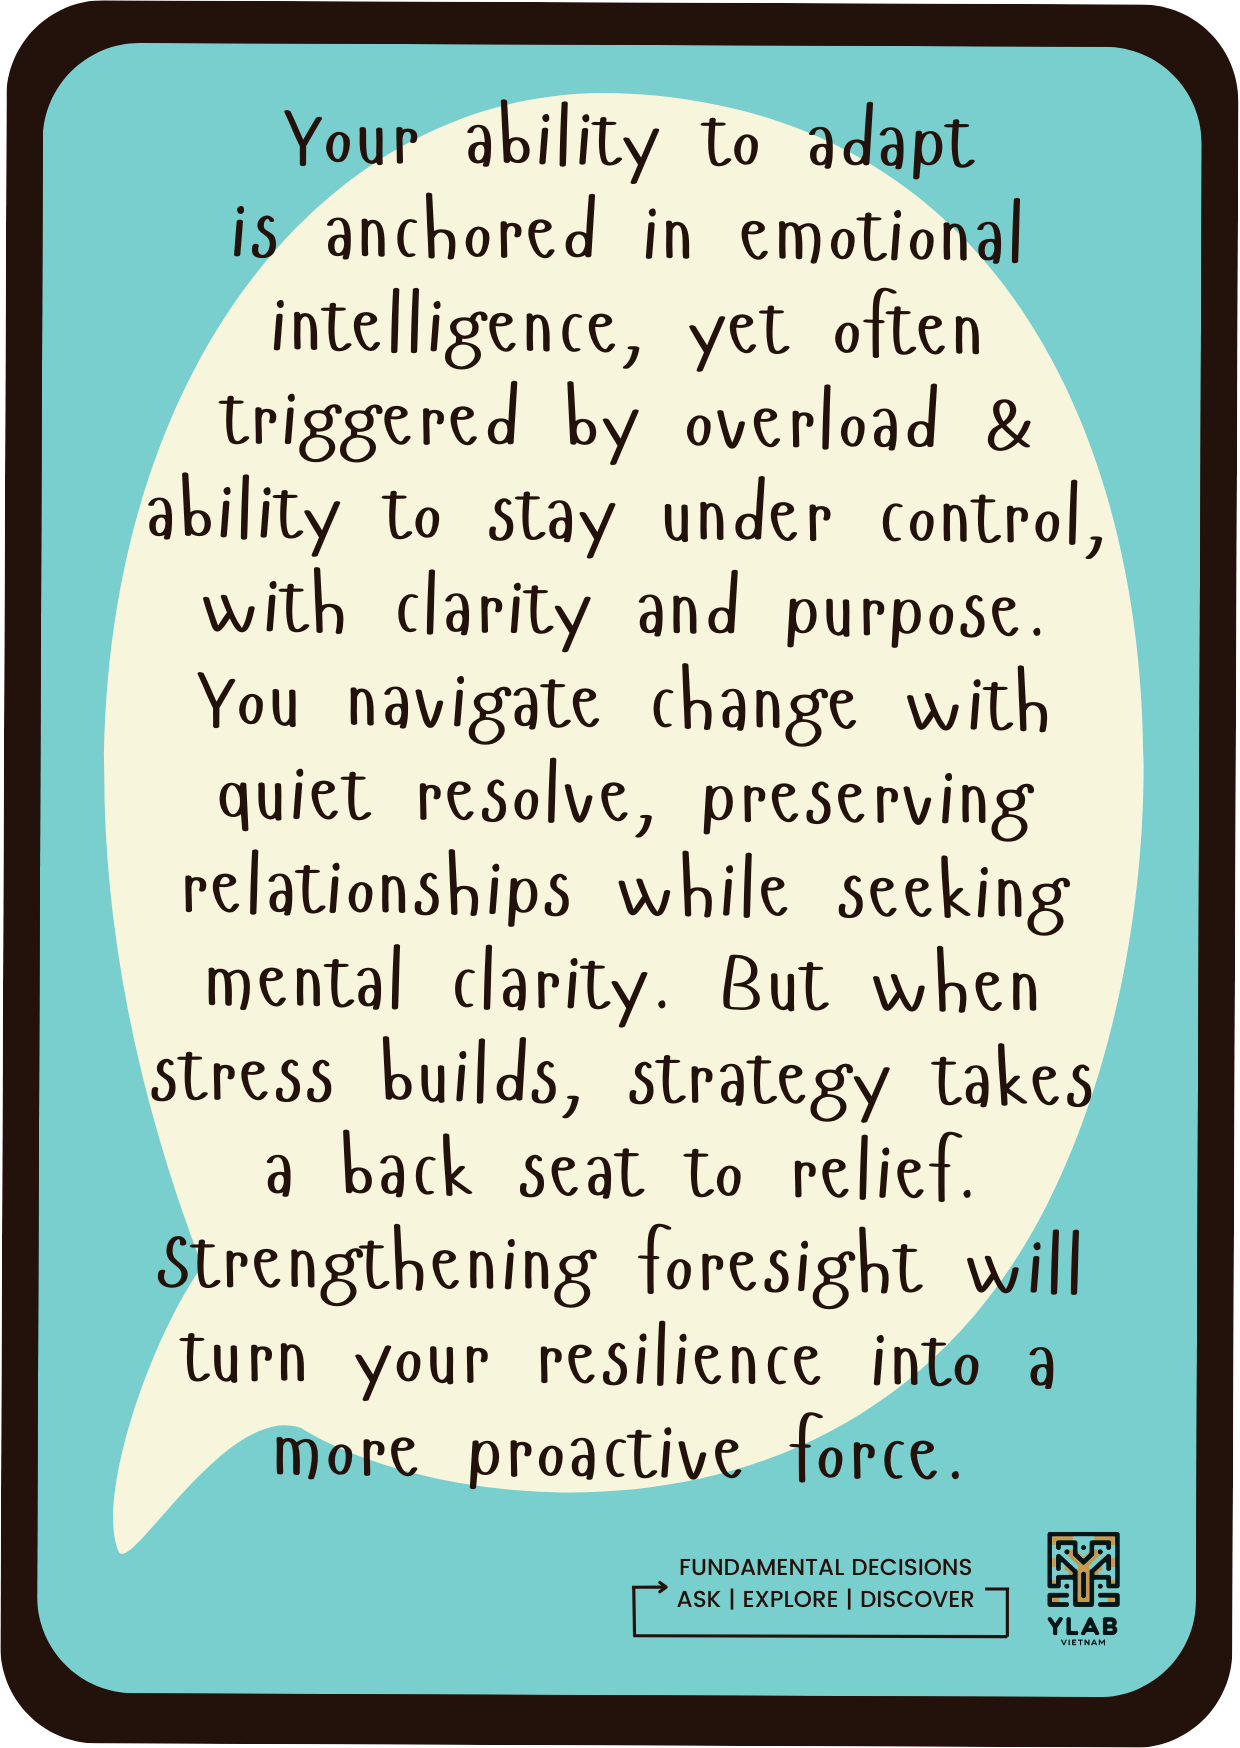 Your ability to adapt
is anchored in emotional
intelligence, yet often
triggered by overload &
ability to stay under control,
with clarity and purpose.
You navigate change with
quiet resolve, preserving
relationships while seeking
mental clarity. But when
stress builds, strategy takes
a back seat to relief.
Strengthening foresight will
turn your resilience into a
more proactive force.
FUNDAMENTAL DECISIONS
ASK | EXPLORE | DISCOVER
YLAB
VIETNAM